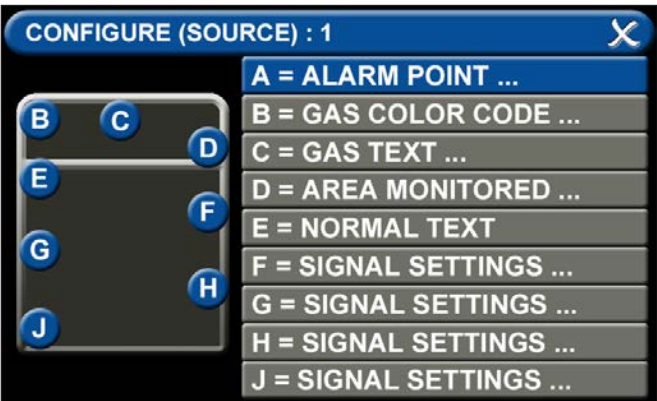 CONFIGURE (SOURCE) : 1
A = ALARM POINT ...
B = GAS COLOR CODE ...
C = GAS TEXT ...
D = AREA MONITORED ...
E = NORMAL TEXT
F = SIGNAL SETTINGS ...
G = SIGNAL SETTINGS ...
H = SIGNAL SETTINGS ...
J = SIGNAL SETTINGS ...
B
C
D
E
F
G
H
J